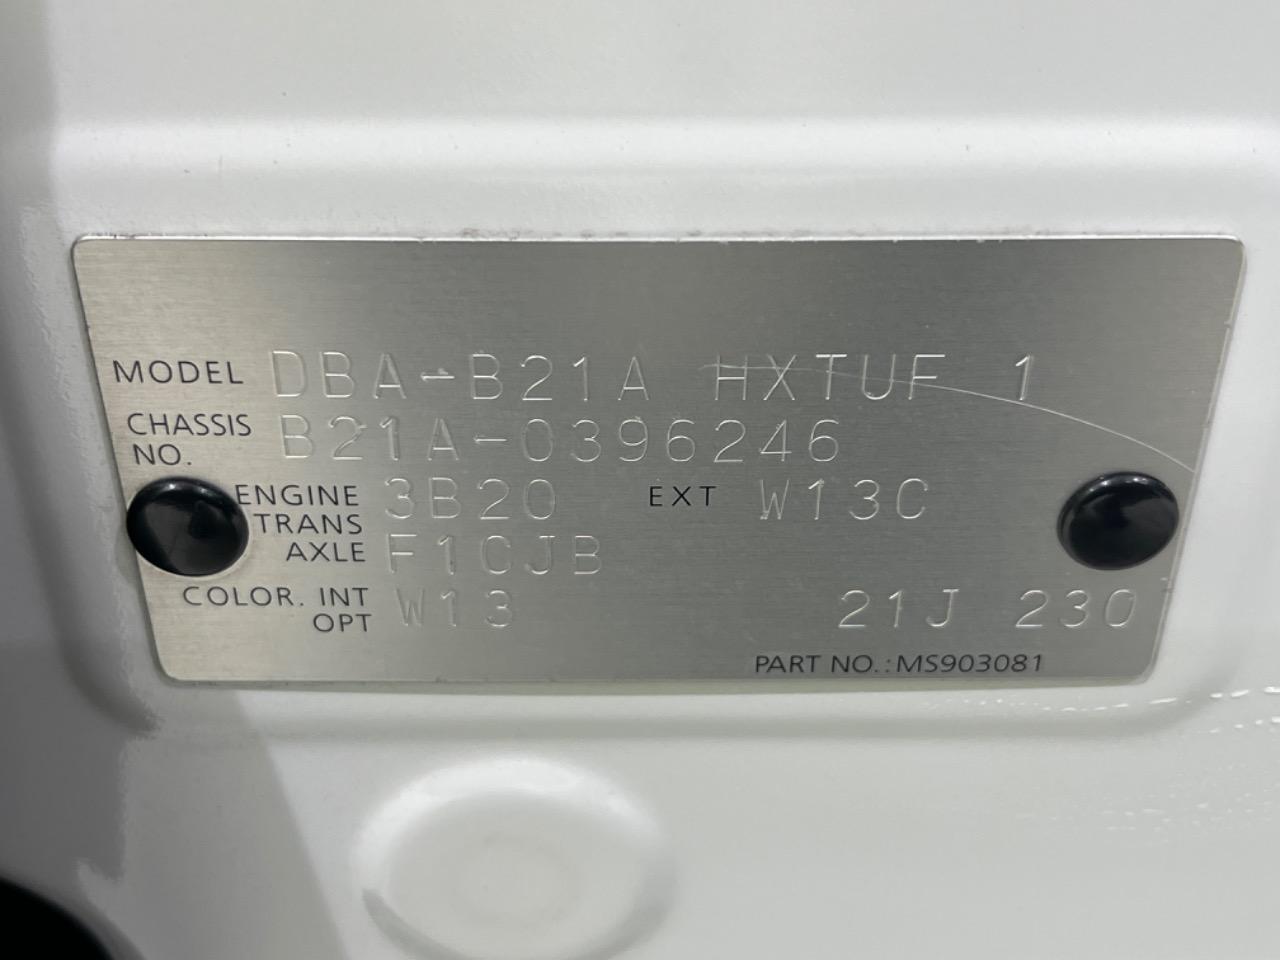 MODEL DBA-B21A HXTUF 1
CHASSIS NO. B21A-0396246
ENGINE 3B20 EXT W13C
TRANS AXLE F1CJB
COLOR. INT OPT W13 21J 230
PART NO.:MS903081